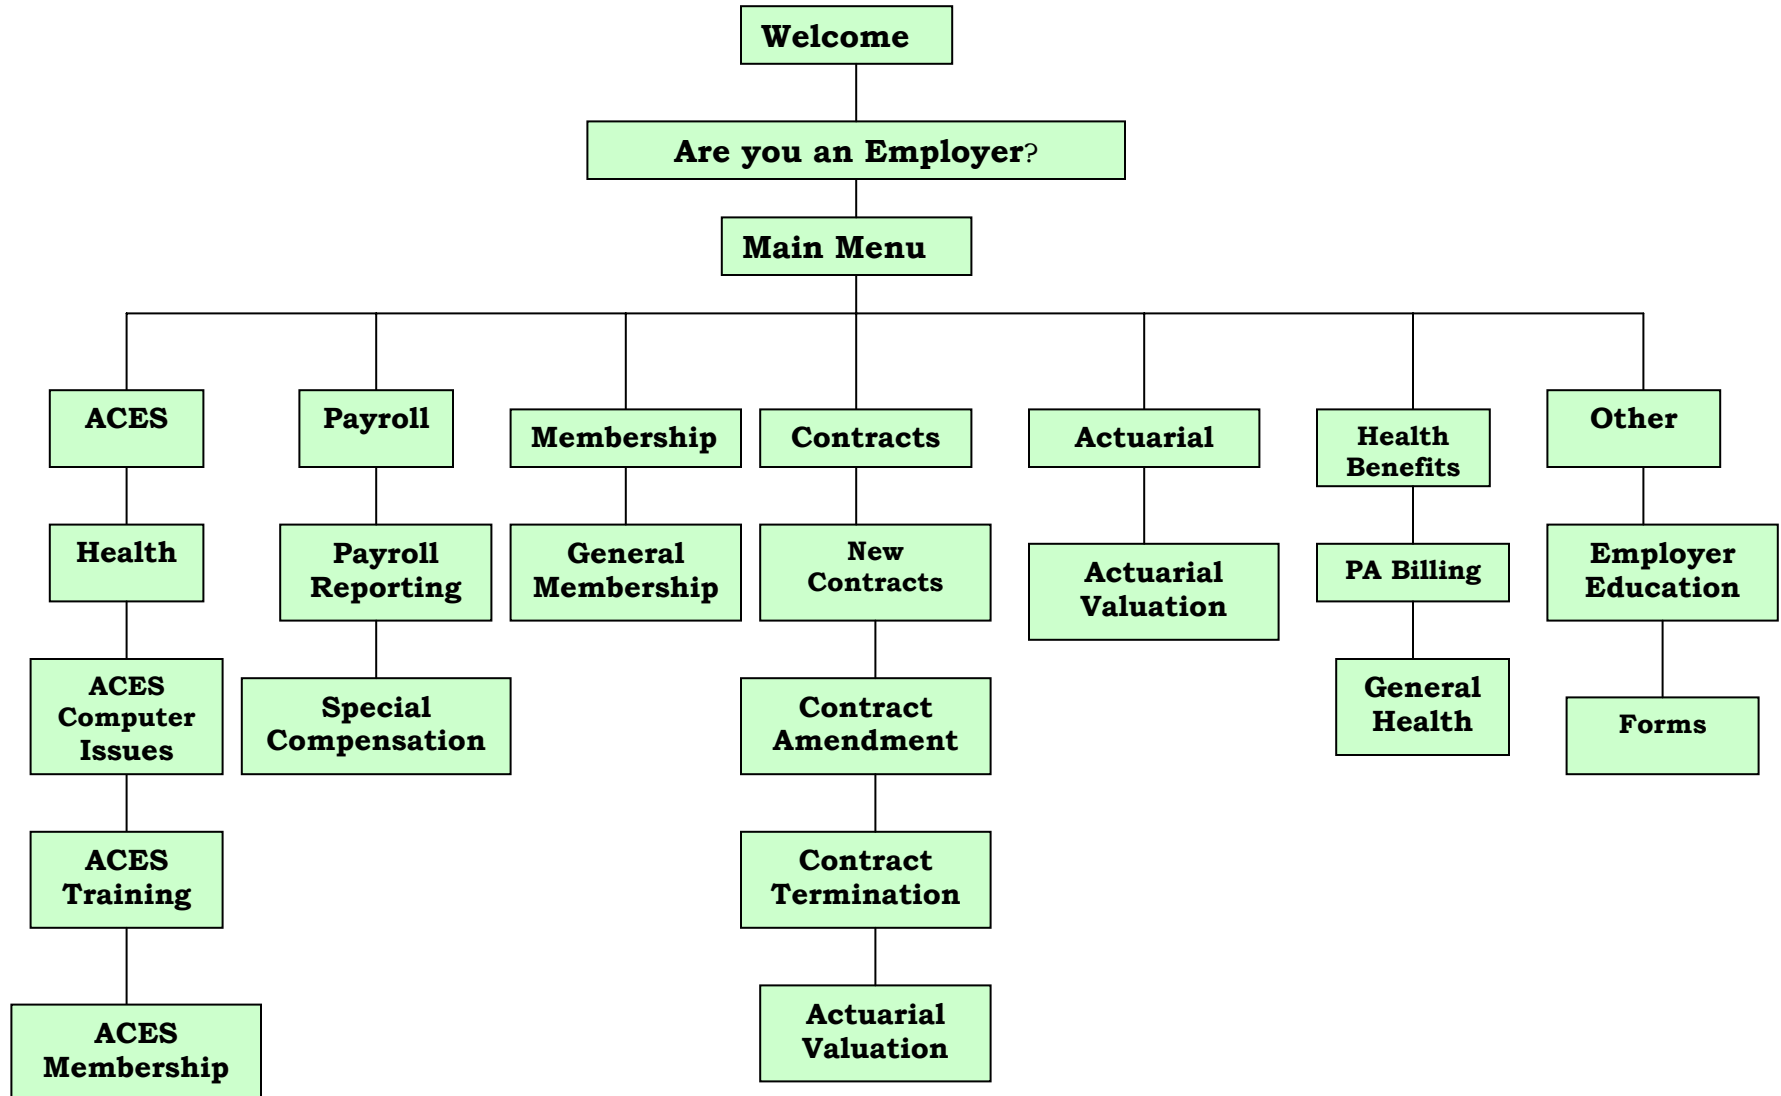 Welcome
Are you an Employer?
Main Menu
ACES
Payroll
Membership
Contracts
Actuarial
Health
Benefits
Other
Health
Payroll
Reporting
General
Membership
New
Contracts
Actuarial
Valuation
PA Billing
Employer
Education
ACES
Computer
Issues
Special
Compensation
Contract
Amendment
General
Health
Forms
ACES
Training
Contract
Termination
ACES
Membership
Actuarial
Valuation